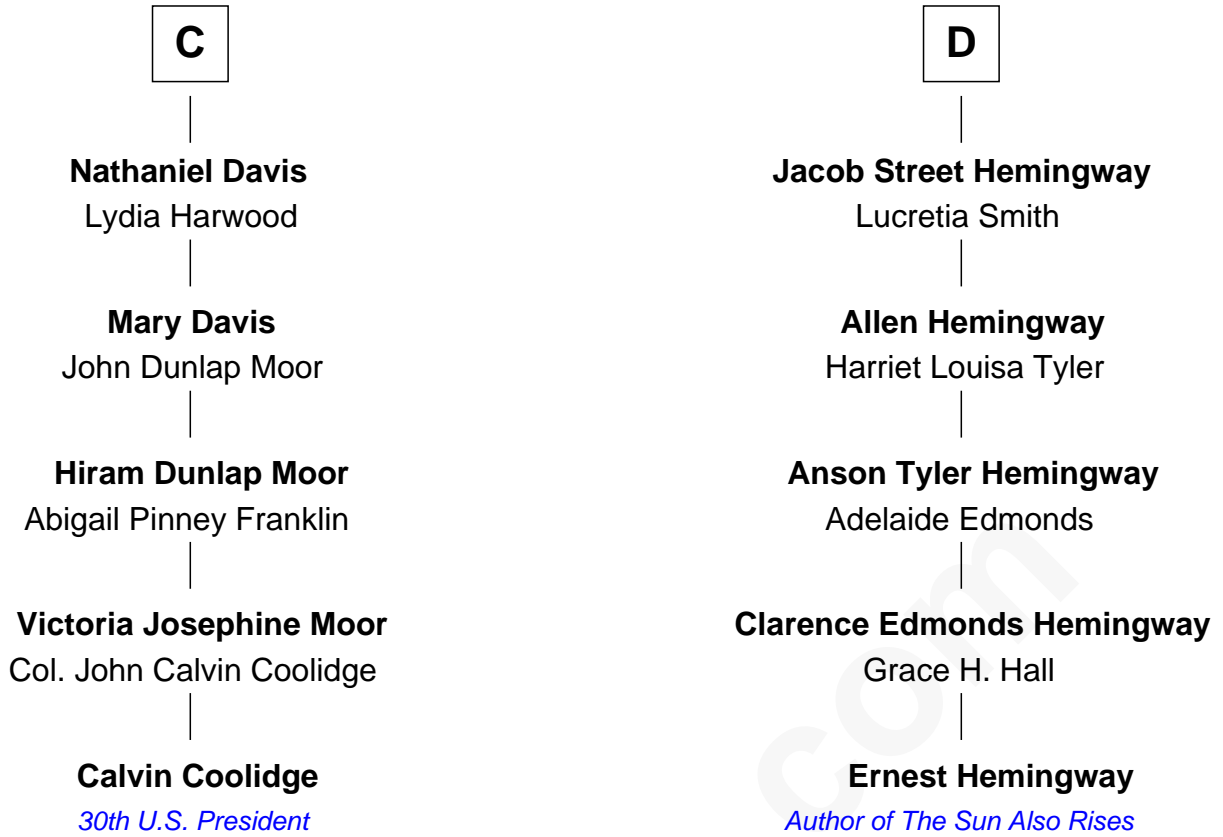 C
Nathaniel Davis
Lydia Harwood
Mary Davis
John Dunlap Moor
Hiram Dunlap Moor
Abigail Pinney Franklin
Victoria Josephine Moor
Col. John Calvin Coolidge
Calvin Coolidge
30th U.S. President
D
Jacob Street Hemingway
Lucretia Smith
Allen Hemingway
Harriet Louisa Tyler
Anson Tyler Hemingway
Adelaide Edmonds
Clarence Edmonds Hemingway
Grace H. Hall
Ernest Hemingway
Author of The Sun Also Rises
com